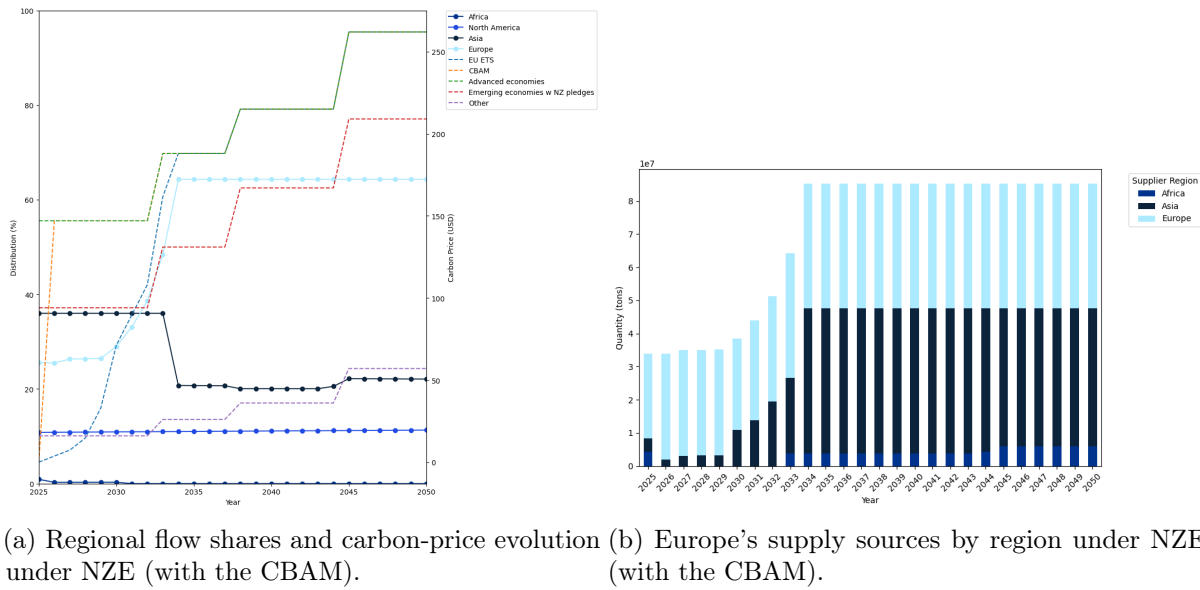 100
80
60
40
20
0
Distribution (%)
2025
2030
2035
2040
2045
2050
Year
250
200
150
100
50
0
Carbon Price (USD)
Africa
North America
Asia
Europe
EU ETS
CBAM
Advanced economies
Emerging economies w NZ pledges
Other
1e7
8
7
6
5
4
3
2
1
0
Quantity (tons)
2025
2026
2027
2028
2029
2030
2031
2032
2033
2034
2035
2036
2037
2038
2039
2040
2041
2042
2043
2044
2045
2046
2047
2048
2049
2050
Year
Supplier Region
Africa
Asia
Europe
(a) Regional flow shares and carbon-price evolution
under NZE (with the CBAM).
(b) Europe's supply sources by region under NZE
(with the CBAM).